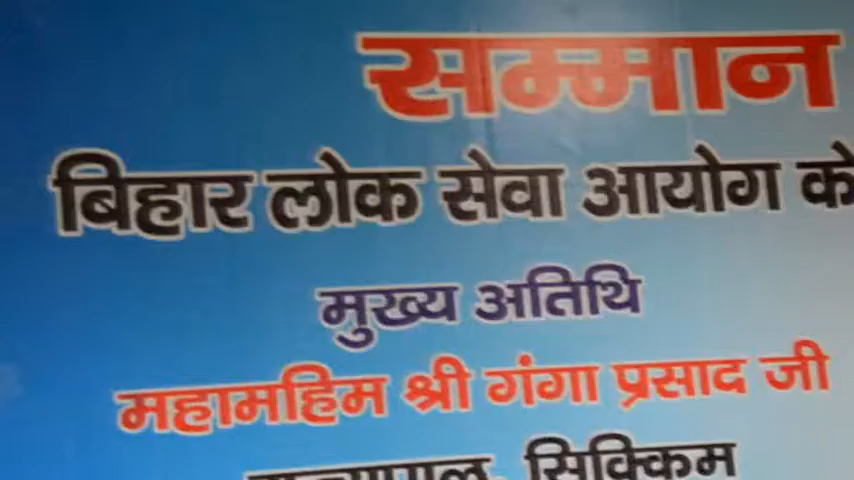 सम्मान
बिहार लोक सेवा आयोग के
मुख्य अतिथि
महामहिम श्री गंगा प्रसाद जी
सिक्किम